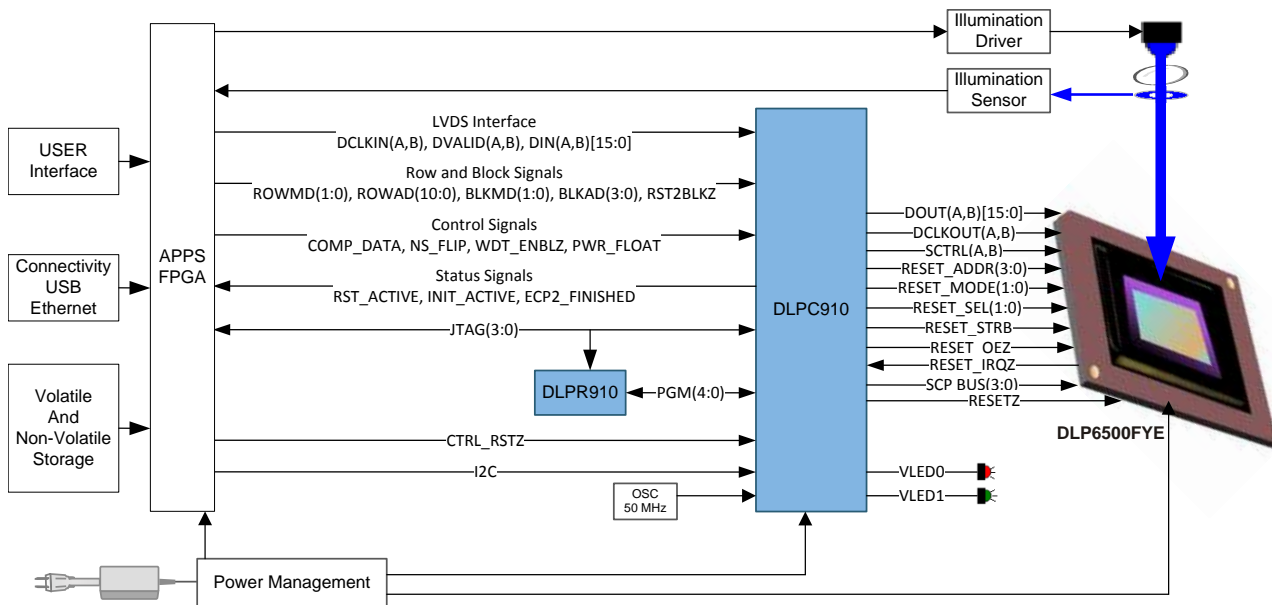 Illumination
Driver
Illumination
Sensor
USER
Interface
Connectivity
USB
Ethernet
Volatile
And
Non-Volatile
Storage
APPS
FPGA
LVDS Interface
DCLKIN(A,B), DVALID(A,B), DIN(A,B)[15:0]
Row and Block Signals
ROWMD(1:0), ROWAD(10:0), BLKMD(1:0), BLKAD(3:0), RST2BLKZ
Control Signals
COMP_DATA, NS_FLIP, WDT_ENBLZ, PWR_FLOAT
Status Signals
RST_ACTIVE, INIT_ACTIVE, ECP2_FINISHED
JTAG(3:0)
DLPR910
PGM(4:0)
CTRL_RSTZ
I2C
OSC
50 MHz
DLPC910
DOUT(A,B)[15:0]
DCLKOUT(A,B)
SCTRL(A,B)
RESET_ADDR(3:0)
RESET_MODE(1:0)
RESET_SEL(1:0)
RESET_STRB
RESET_OEZ
RESET_IRQZ
SCP BUS(3:0)
RESETZ
DLP6500FYE
VLED0
VLED1
Power Management